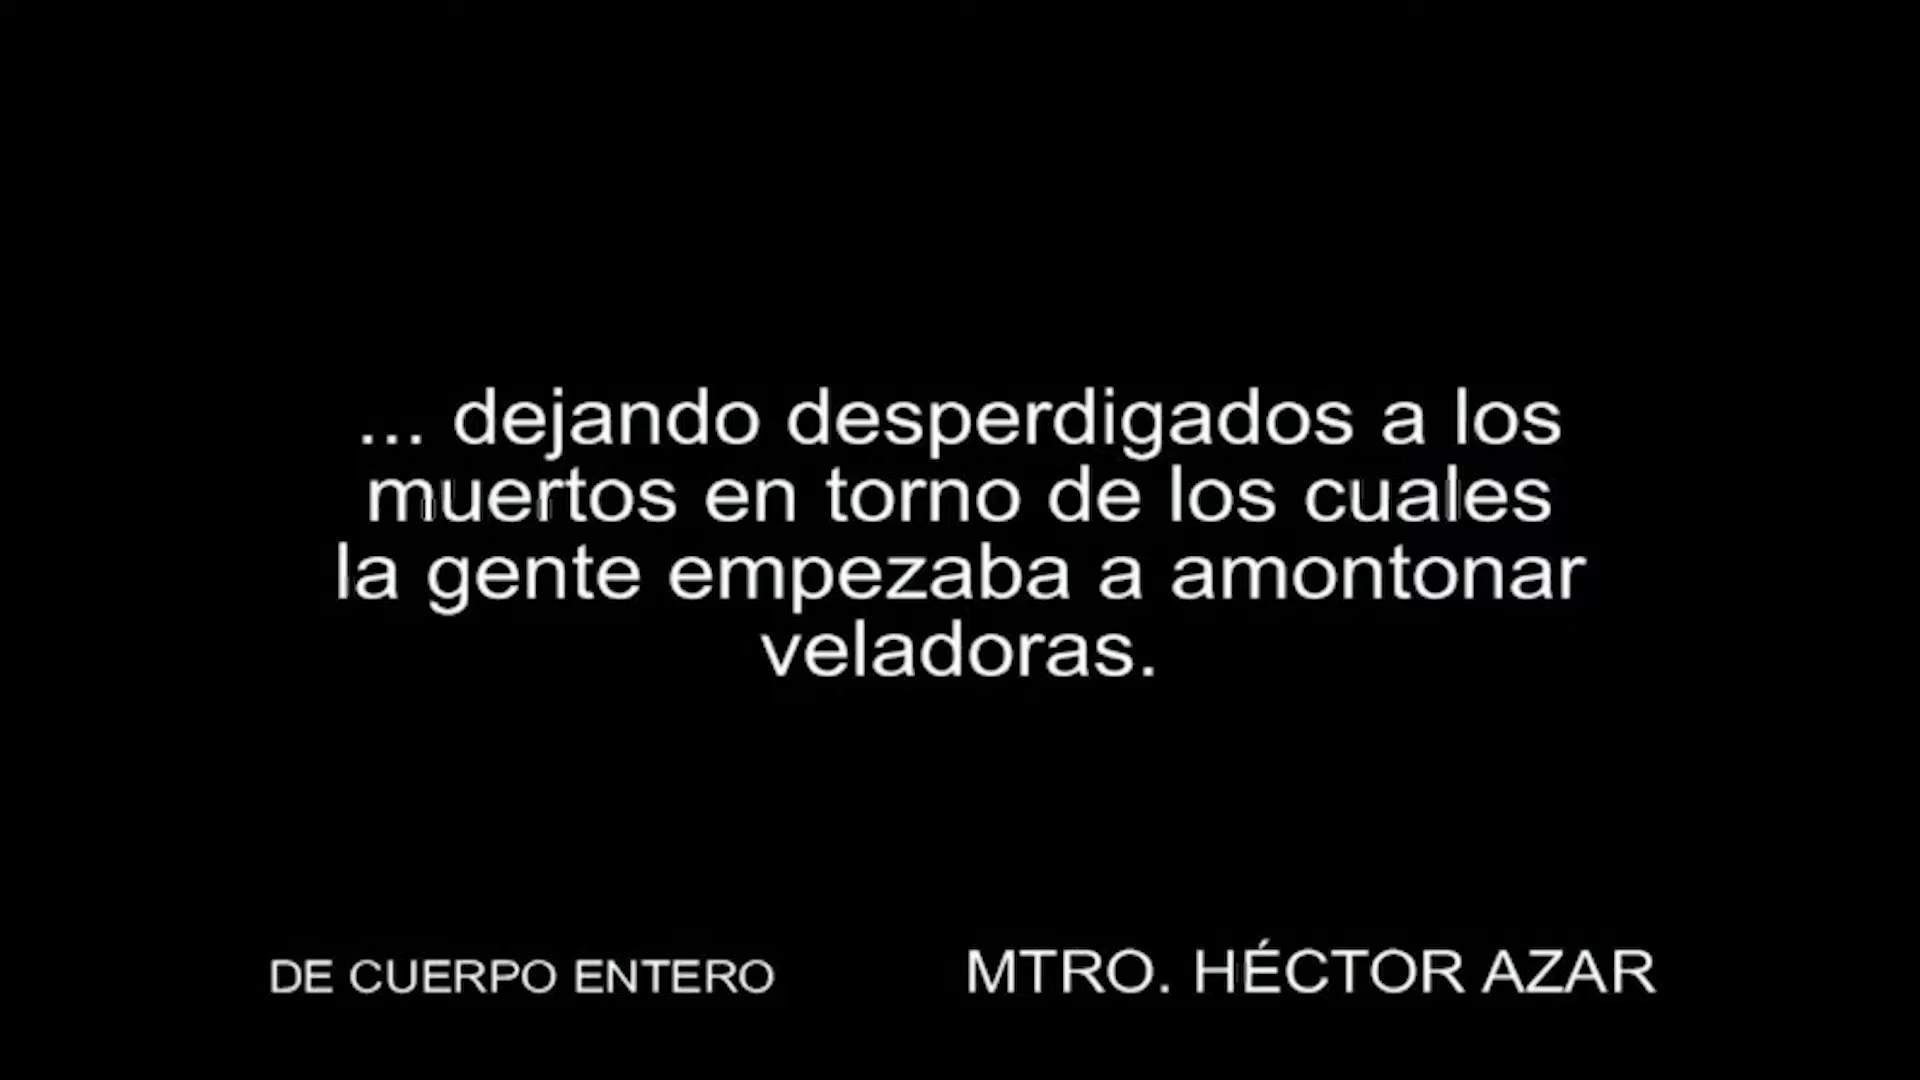 ... dejando desperdigados a los
muertos en torno de los cuales
la gente empezaba a amontonar
veladoras.
DE CUERPO ENTERO
MTRO. HÉCTOR AZAR